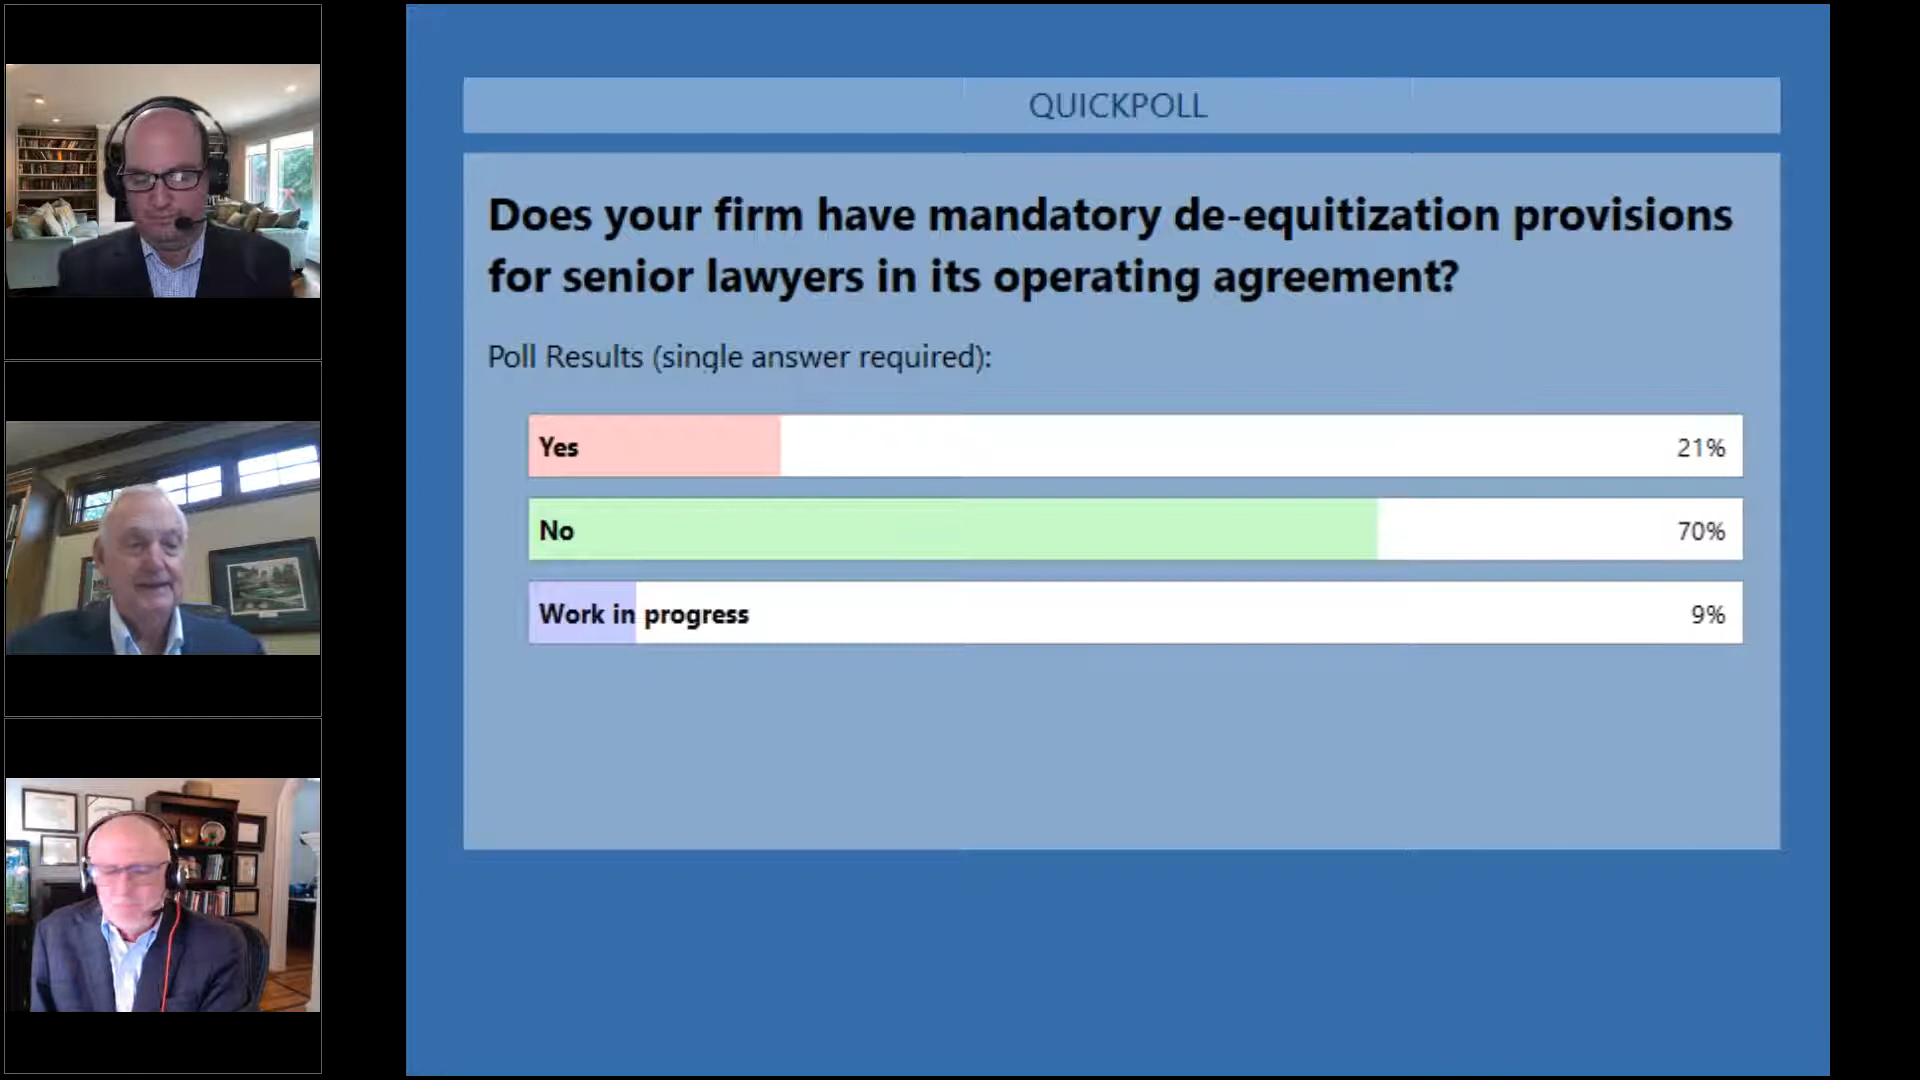 QUICKPOLL
Does your firm have mandatory de-equitization provisions
for senior lawyers in its operating agreement?
Poll Results (single answer required):
Yes 21%
No 70%
Work in progress 9%